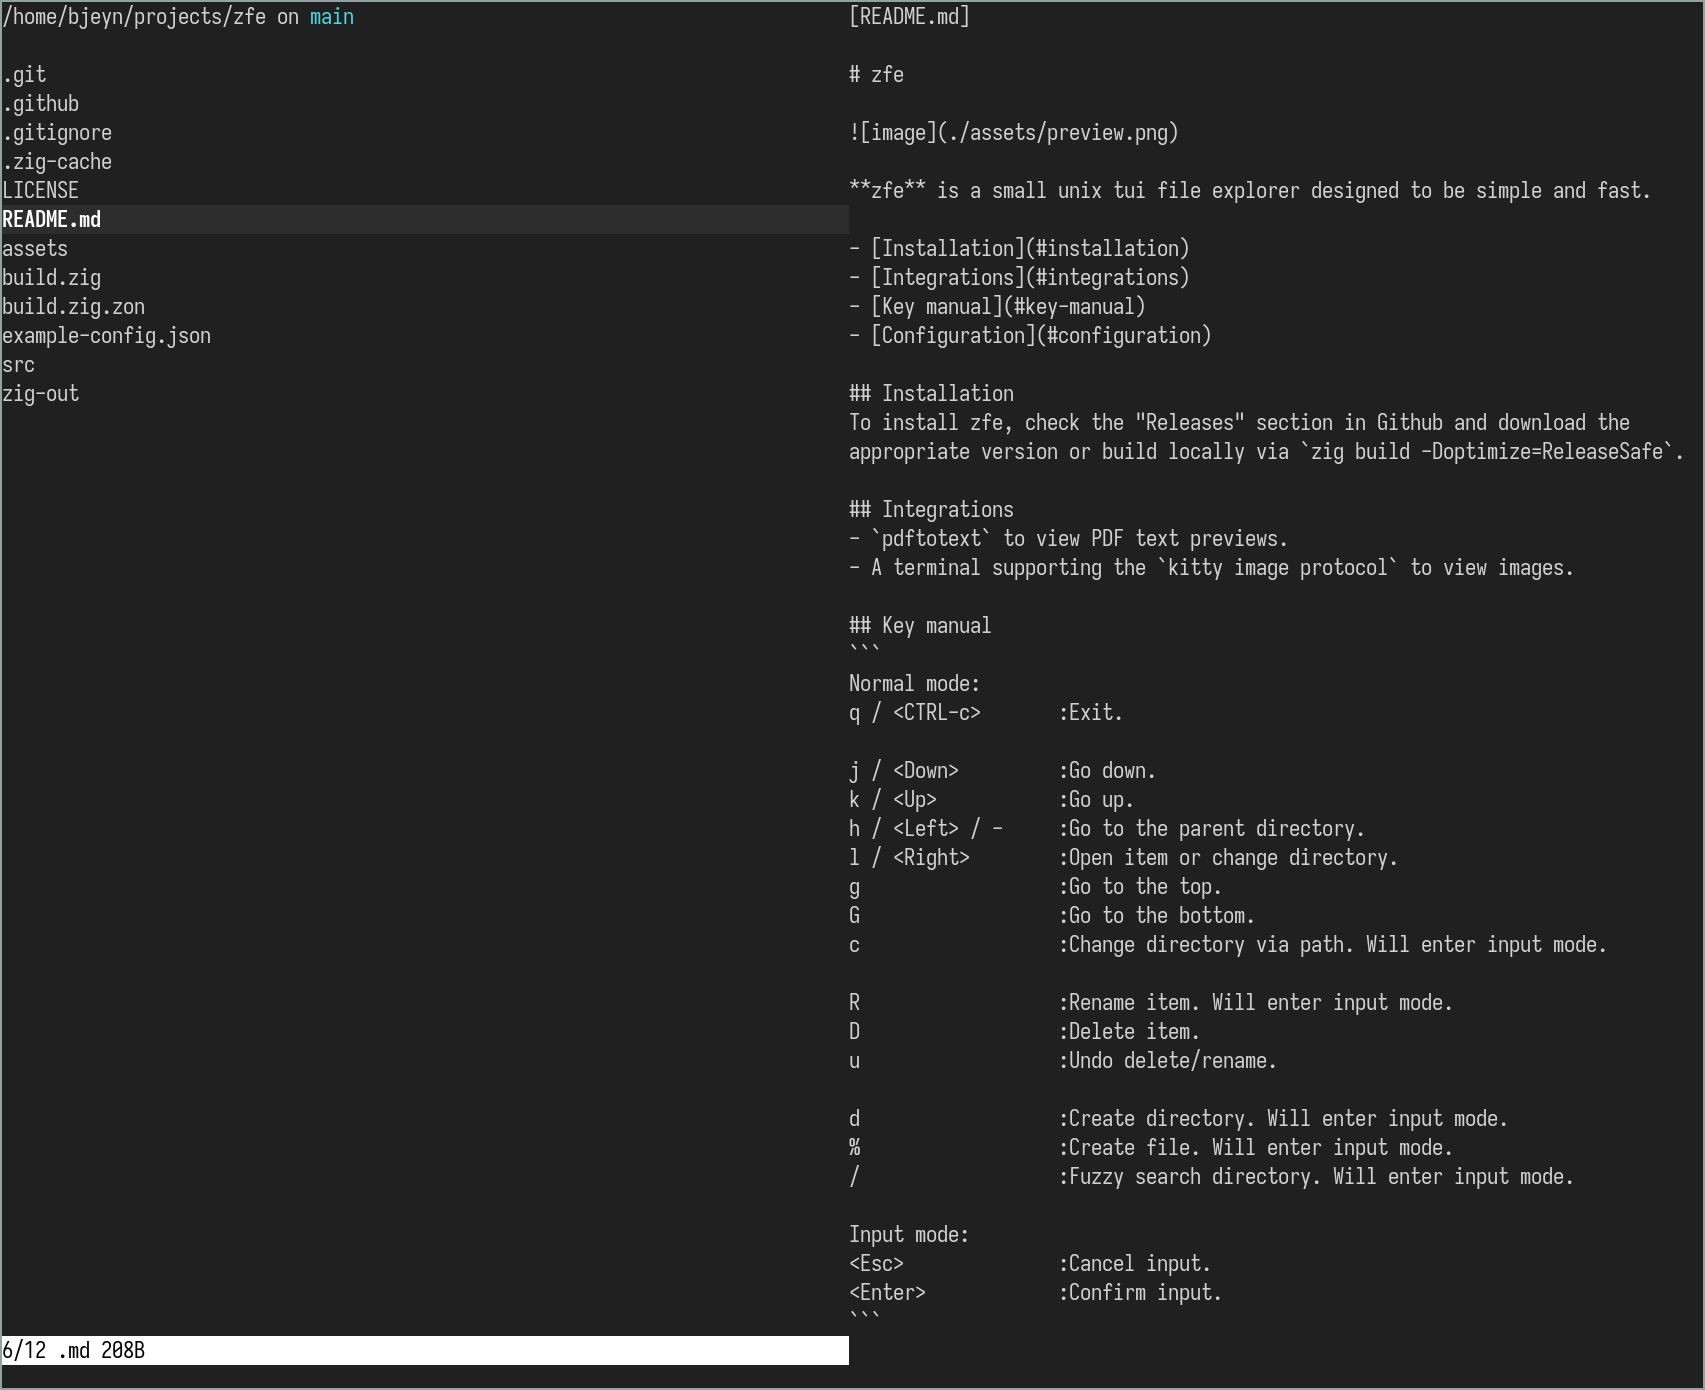 /home/bjeyn/projects/zfe on main
.git
.github
.gitignore
.zig-cache
LICENSE
README.md
assets
build.zig
build.zig.zon
example-config.json
src
zig-out
6/12 .md 208B
[README.md]
# zfe
![image](./assets/preview.png)
**zfe** is a small unix tui file explorer designed to be simple and fast.
- [Installation](#installation)
- [Integrations](#integrations)
- [Key manual](#key-manual)
- [Configuration](#configuration)
## Installation
To install zfe, check the "Releases" section in Github and download the
appropriate version or build locally via `zig build -Doptimize=ReleaseSafe`.
## Integrations
- `pdftotext` to view PDF text previews.
- A terminal supporting the `kitty image protocol` to view images.
## Key manual
```
Normal mode:
q / <CTRL-c>       :Exit.
j / <Down>         :Go down.
k / <Up>           :Go up.
h / <Left> / -     :Go to the parent directory.
l / <Right>        :Open item or change directory.
g                  :Go to the top.
G                  :Go to the bottom.
c                  :Change directory via path. Will enter input mode.
R                  :Rename item. Will enter input mode.
D                  :Delete item.
u                  :Undo delete/rename.
d                  :Create directory. Will enter input mode.
%                  :Create file. Will enter input mode.
/                  :Fuzzy search directory. Will enter input mode.
Input mode:
<Esc>              :Cancel input.
<Enter>            :Confirm input.
```